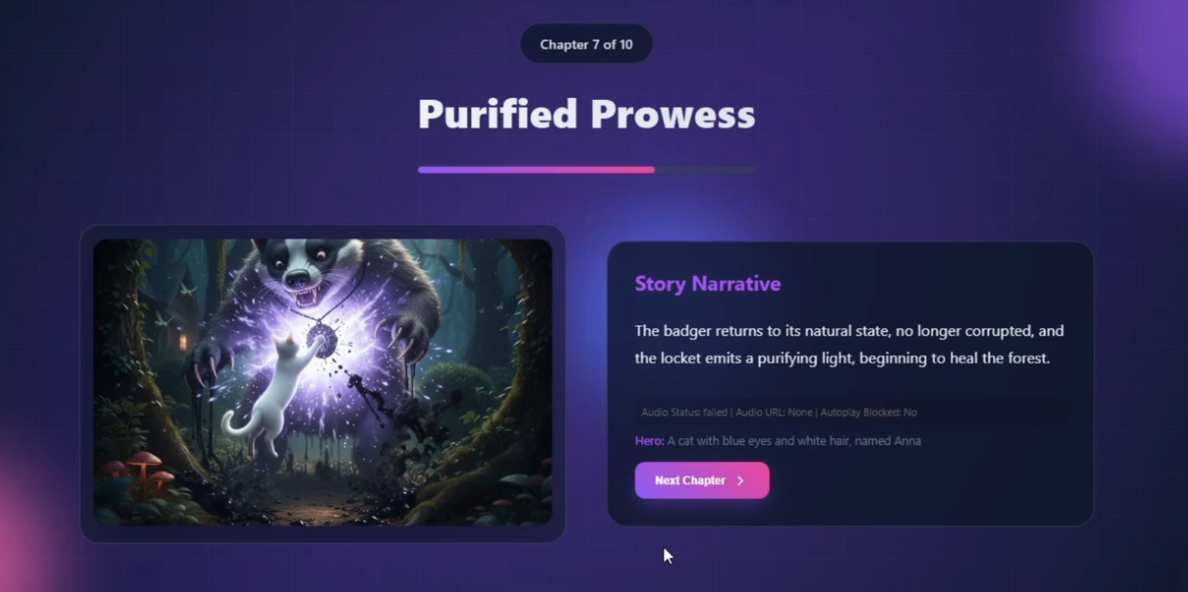 Chapter 7 of 10
Purified Prowess
Story Narrative
The badger returns to its natural state, no longer corrupted, and
the locket emits a purifying light, beginning to heal the forest.
Audio Status: failed | Audio URL: None | Autoplay Blocked: No
Hero: A cat with blue eyes and white hair, named Anna
Next Chapter